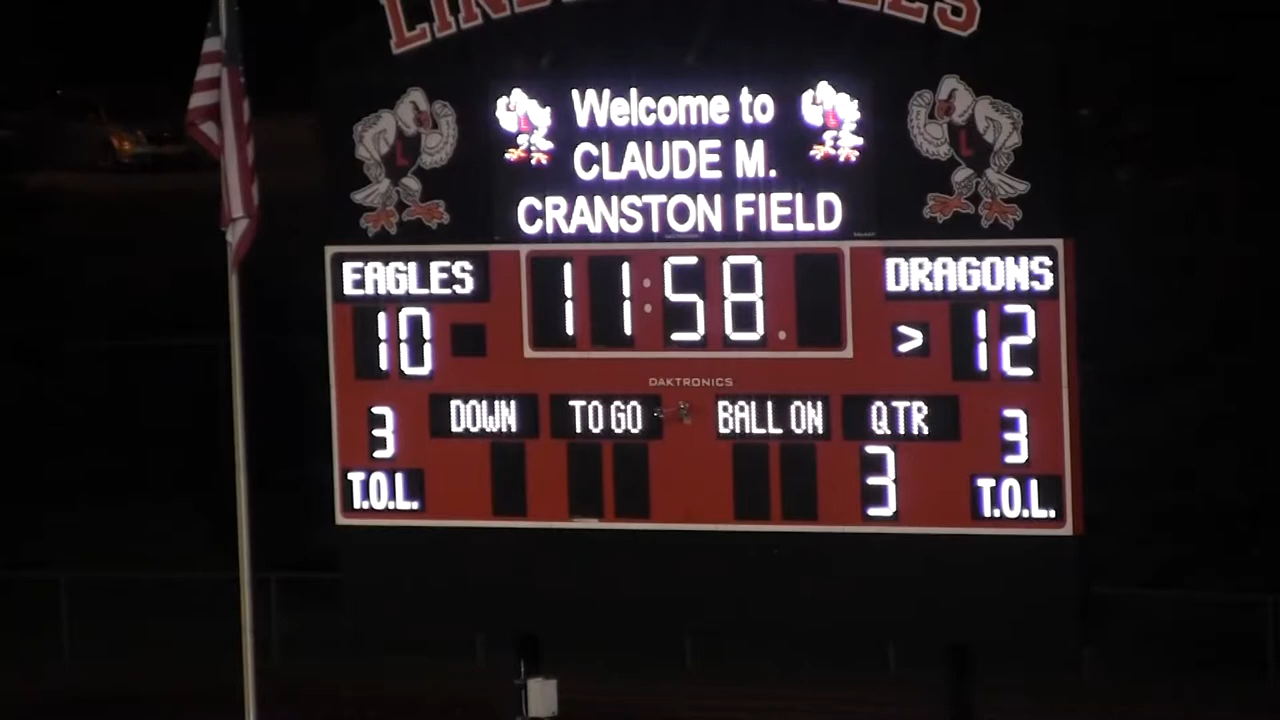 Welcome to
CLAUDE M.
CRANSTON FIELD
EAGLES
11:58
DRAGONS
10
> 12
DAKTRONICS
DOWN TO GO BALL ON QTR
3
3
3
T.O.L.
T.O.L.